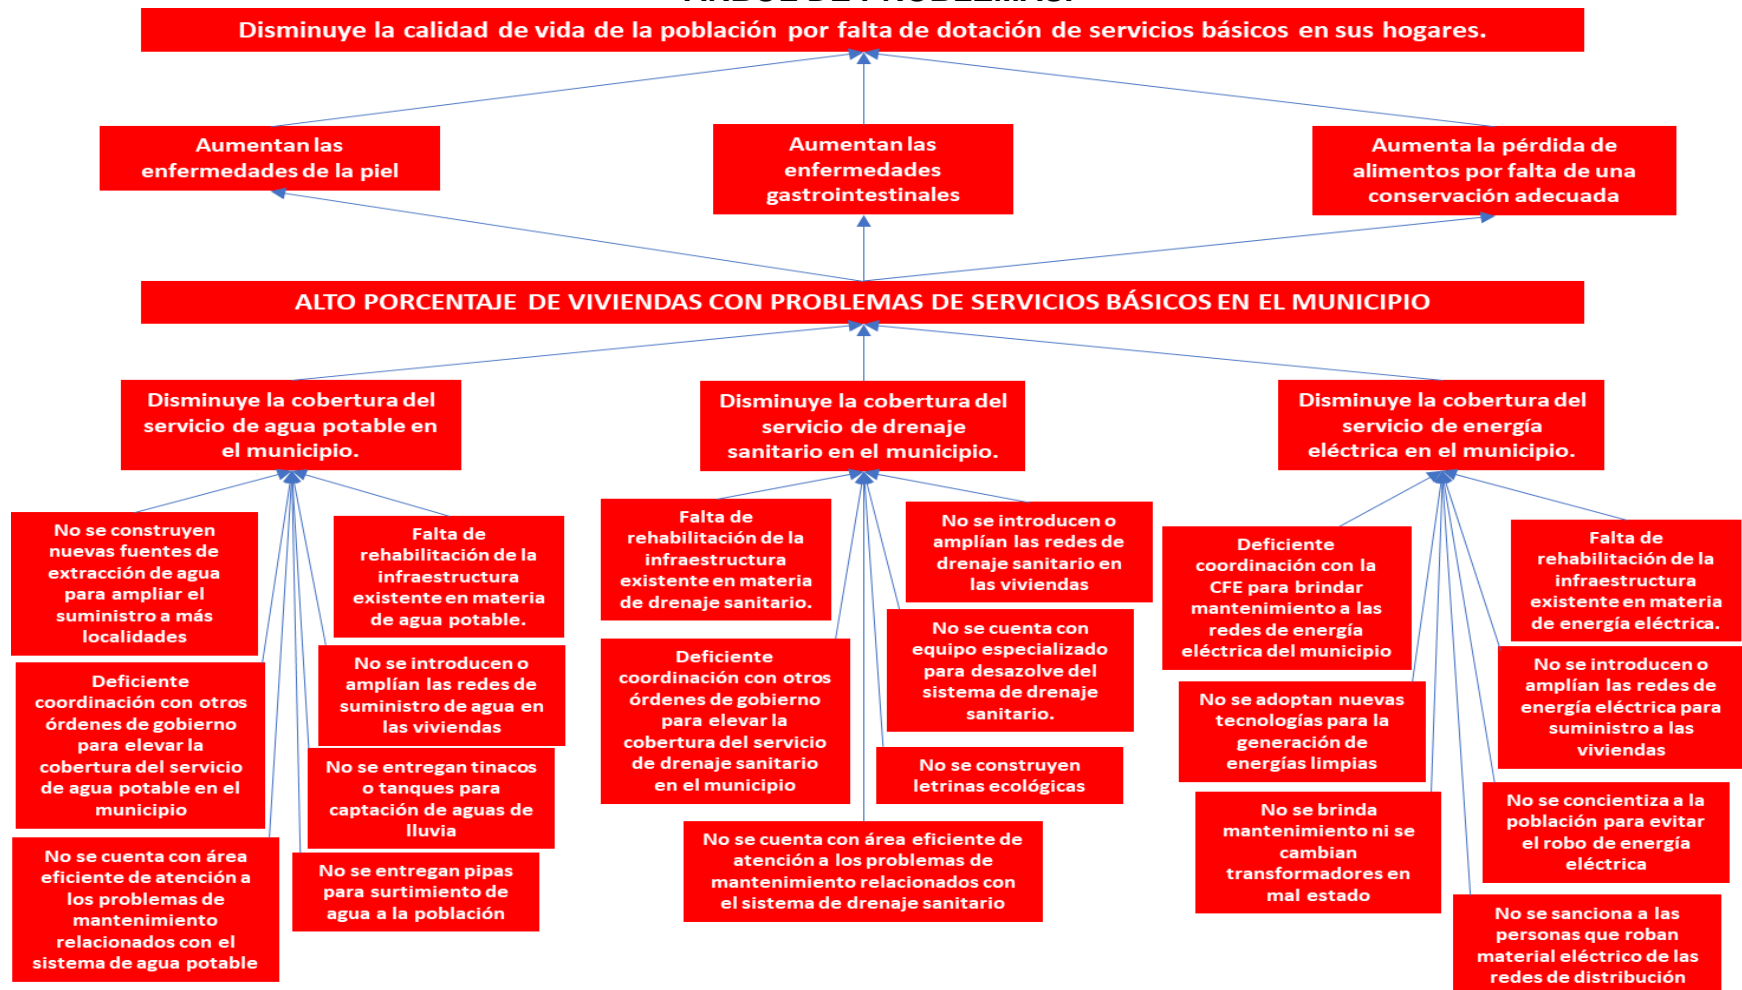 ÁRBOL DE PROBLEMAS.
Disminuye la calidad de vida de la población por falta de dotación de servicios básicos en sus hogares.
Aumentan las
enfermedades de la piel
Aumentan las
enfermedades
gastrointestinales
Aumenta la pérdida de
alimentos por falta de una
conservación adecuada
ALTO PORCENTAJE DE VIVIENDAS CON PROBLEMAS DE SERVICIOS BÁSICOS EN EL MUNICIPIO
Disminuye la cobertura del
servicio de agua potable en
el municipio.
Disminuye la cobertura del
servicio de drenaje
sanitario en el municipio.
Disminuye la cobertura del
servicio de energía
eléctrica en el municipio.
No se construyen
nuevas fuentes de
extracción de agua
para ampliar el
suministro a más
localidades
Falta de
rehabilitación de la
infraestructura
existente en materia
de agua potable.
Deficiente
coordinación con otros
órdenes de gobierno
para elevar la
cobertura del servicio
de agua potable en el
municipio
No se introducen o
amplían las redes de
suministro de agua en
las viviendas
No se entregan tinacos
o tanques para
captación de aguas de
lluvia
No se cuenta con área
eficiente de atención a
los problemas de
mantenimiento
relacionados con el
sistema de agua potable
No se entregan pipas
para surtimiento de
agua a la población
Falta de
rehabilitación de la
infraestructura
existente en materia
de drenaje sanitario.
No se introducen o
amplían las redes de
drenaje sanitario en
las viviendas
Deficiente
coordinación con otros
órdenes de gobierno
para elevar la
cobertura del servicio
de drenaje sanitario
en el municipio
No se cuenta con
equipo especializado
para desazolve del
sistema de drenaje
sanitario.
No se construyen
letrinas ecológicas
No se cuenta con área eficiente de
atención a los problemas de
mantenimiento relacionados con
el sistema de drenaje sanitario
Deficiente
coordinación con la
CFE para brindar
mantenimiento a las
redes de energía
eléctrica del municipio
Falta de
rehabilitación de la
infraestructura
existente en materia
de energía eléctrica.
No se adoptan nuevas
tecnologías para la
generación de
energías limpias
No se introducen o
amplían las redes de
energía eléctrica para
suministro a las
viviendas
No se brinda
mantenimiento ni se
cambian
transformadores en
mal estado
No se concientiza a la
población para evitar
el robo de energía
eléctrica
No se sanciona a las
personas que roban
material eléctrico de las
redes de distribución